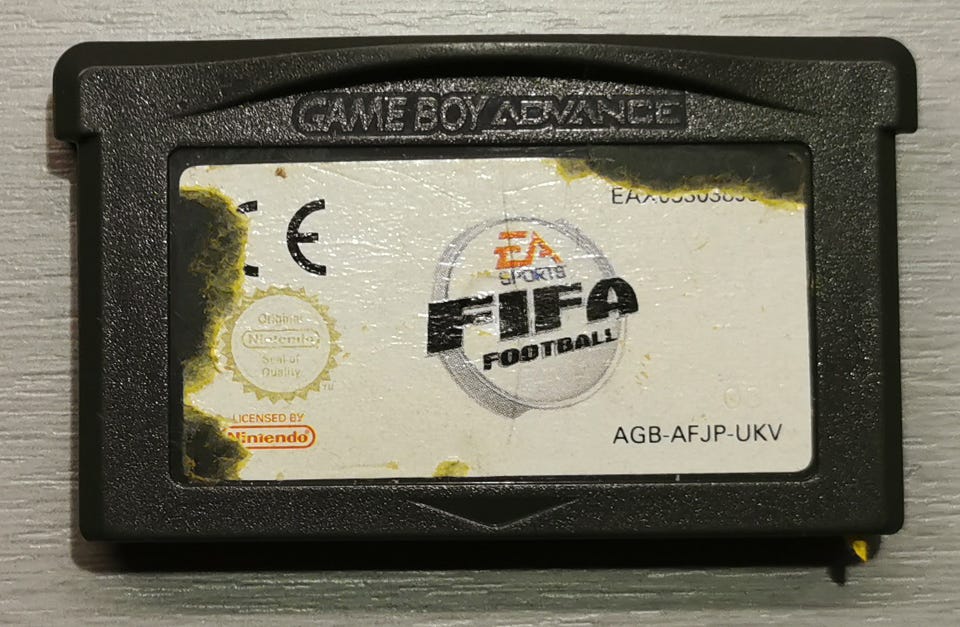 GAME BOY ADVANCE
CE
EA
SPORTS
FIFA
FOOTBALL
Original
Nintendo
Seal of
Quality
TM
LICENSED BY
Nintendo
AGB-AFJP-UKV